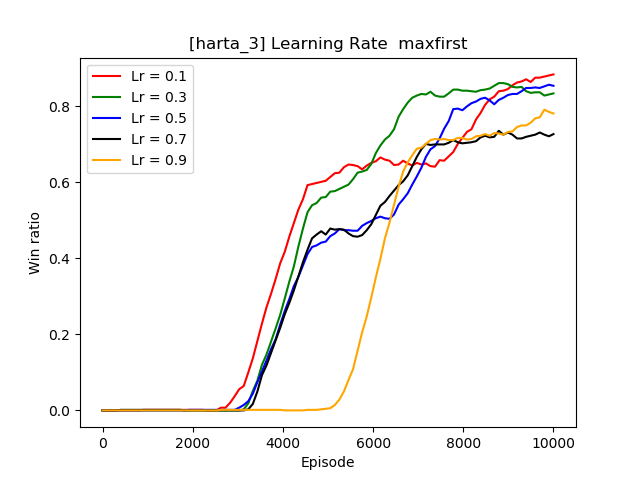 [harta_3] Learning Rate  maxfirst
Lr = 0.1
Lr = 0.3
Lr = 0.5
Lr = 0.7
Lr = 0.9
Win ratio
0.8
0.6
0.4
0.2
0.0
0 2000 4000 6000 8000 10000
Episode